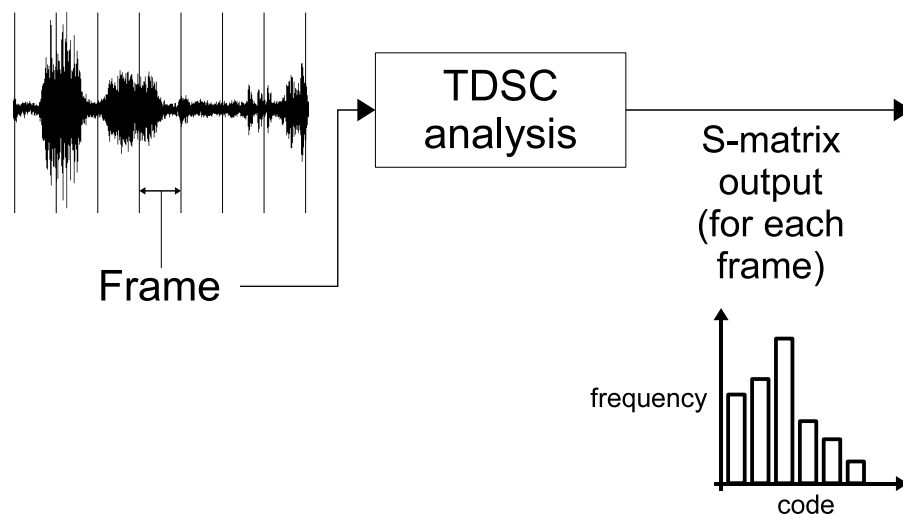 TDSC
analysis
S-matrix
output
(for each
frame)
Frame
frequency
code